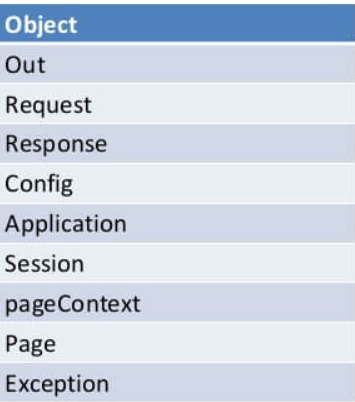 Object
Out
Request
Response
Config
Application
Session
pageContext
Page
Exception